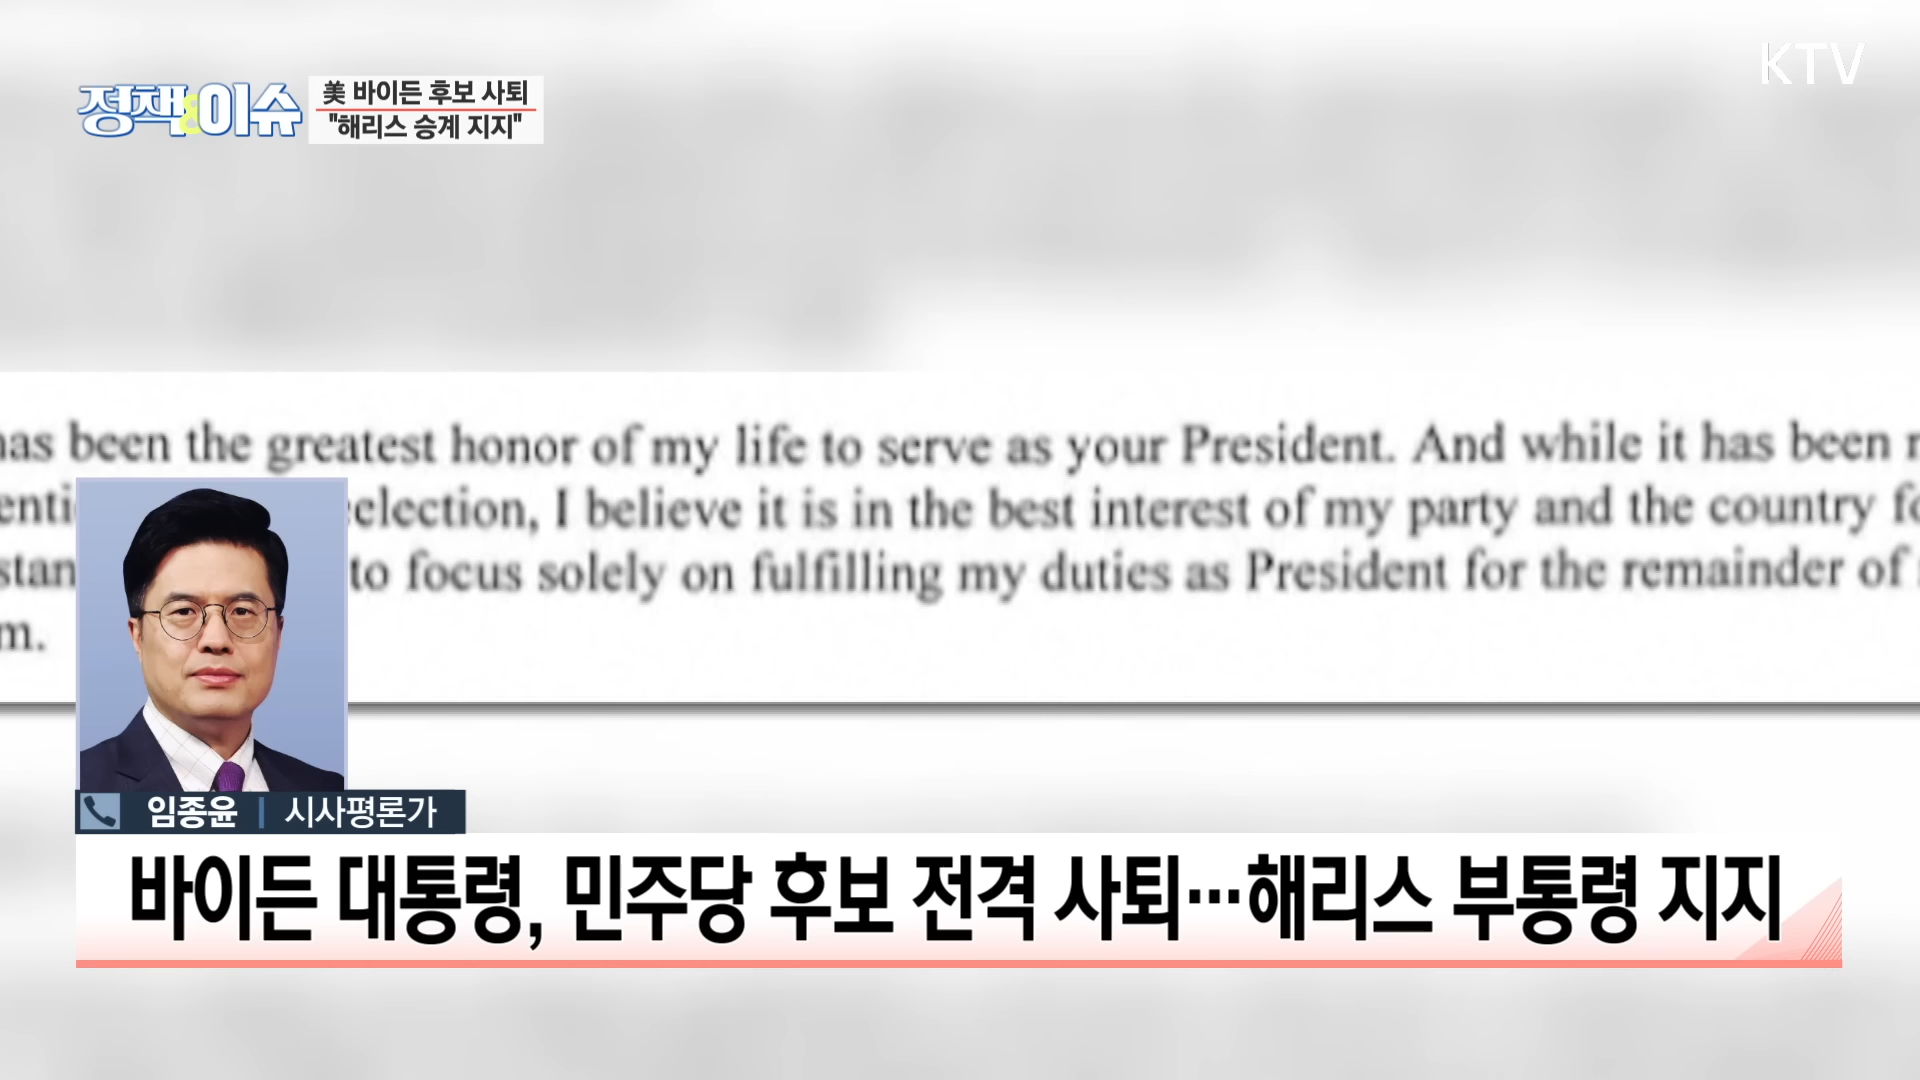 KTV
정책&이슈
美 바이든 후보 사퇴
"해리스 승계 지지"
has been the greatest honor of my life to serve as your President. And while it has been
election, I believe it is in the best interest of my party and the country
to focus solely on fulfilling my duties as President for the remainder of
m.
임종윤 | 시사평론가
바이든 대통령, 민주당 후보 전격 사퇴…해리스 부통령 지지